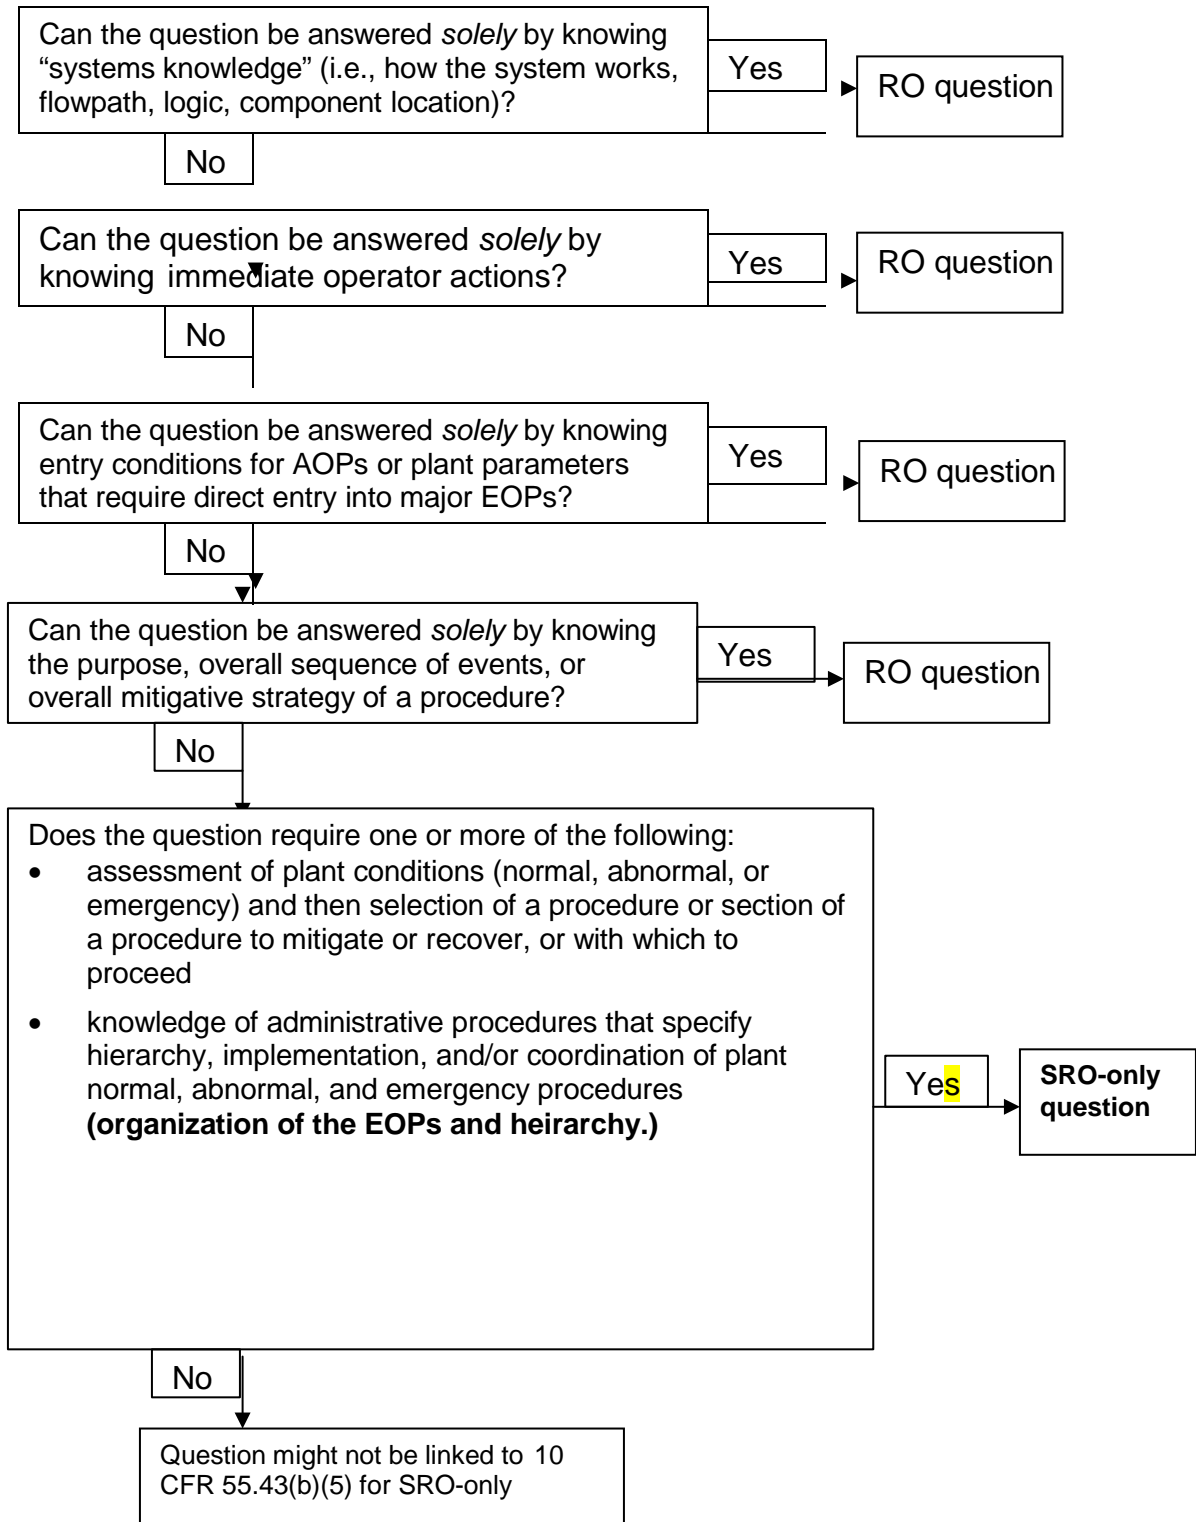 Can the question be answered solely by knowing
“systems knowledge” (i.e., how the system works,
flowpath, logic, component location)?
Yes
RO question
No
Can the question be answered solely by
knowing immediate operator actions?
Yes
RO question
No
Can the question be answered solely by knowing
entry conditions for AOPs or plant parameters
that require direct entry into major EOPs?
Yes
RO question
No
Can the question be answered solely by knowing
the purpose, overall sequence of events, or
overall mitigative strategy of a procedure?
Yes
RO question
No
Does the question require one or more of the following:
• assessment of plant conditions (normal, abnormal, or
emergency) and then selection of a procedure or section of
a procedure to mitigate or recover, or with which to
proceed
• knowledge of administrative procedures that specify
hierarchy, implementation, and/or coordination of plant
normal, abnormal, and emergency procedures
(organization of the EOPs and heirarchy.)
Yes
SRO-only
question
No
Question might not be linked to 10
CFR 55.43(b)(5) for SRO-only